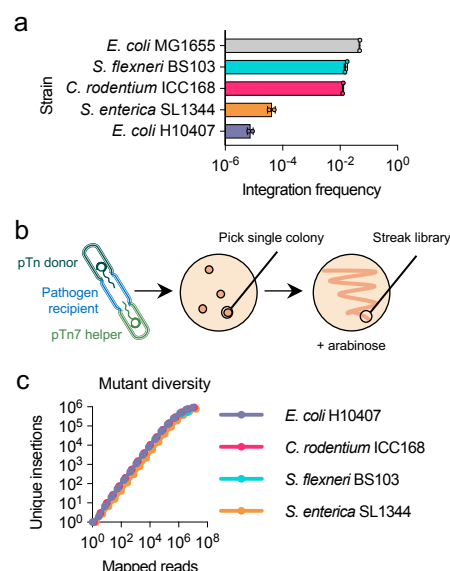 a
Strain
E. coli MG1655
S. flexneri BS103
C. rodentium ICC168
S. enterica SL1344
E. coli H10407
10⁻⁶ 10⁻⁴ 10⁻² 10⁰
Integration frequency
b
pTn donor
Pathogen
recipient
pTn7 helper
Pick single colony
Streak library
+ arabinose
c
Mutant diversity
Unique insertions
10⁶
10⁵
10⁴
10³
10²
10¹
10⁰
10⁰ 10² 10⁴ 10⁶ 10⁸
Mapped reads
E. coli H10407
C. rodentium ICC168
S. flexneri BS103
S. enterica SL1344